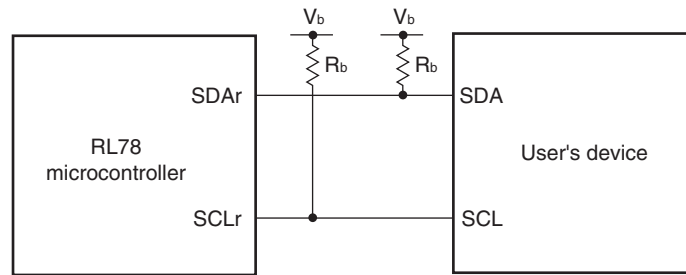 Vb Vb
Rb Rb
SDAr SDA
RL78
microcontroller
User's device
SCLr SCL